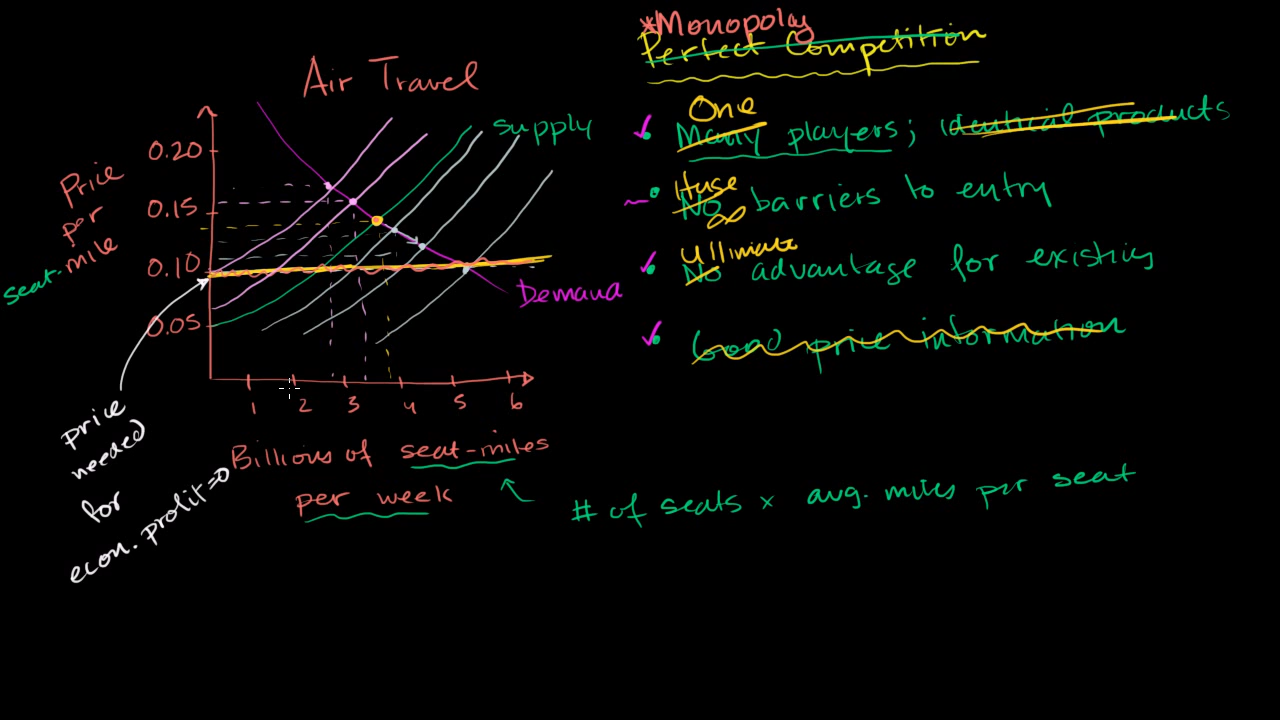 *Monopoly
Perfect Competition
Air Travel
One
Many players; identical products
Huge
No ∞ barriers to entry
Ultimate
No advantage for existing
Good price information
supply
Demand
Price
per
seat-mile
0.20
0.15
0.10
0.05
1 2 3 4 5 6
Billions of seat-miles
per week
# of seats x avg. miles per seat
price
needed
for
econ. profit=0